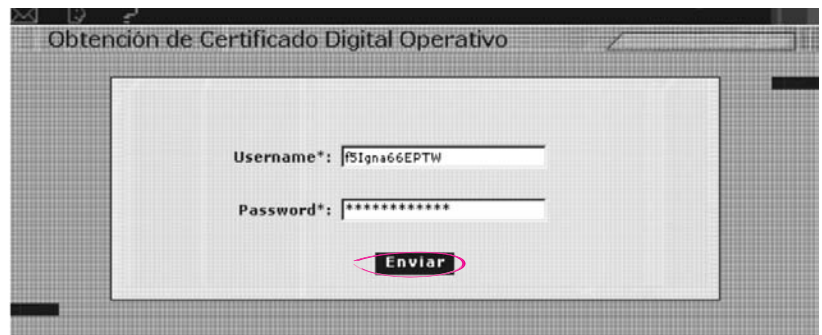 Obtención de Certificado Digital Operativo
Username*: f5Igna66EPTW
Password*: ************
Enviar